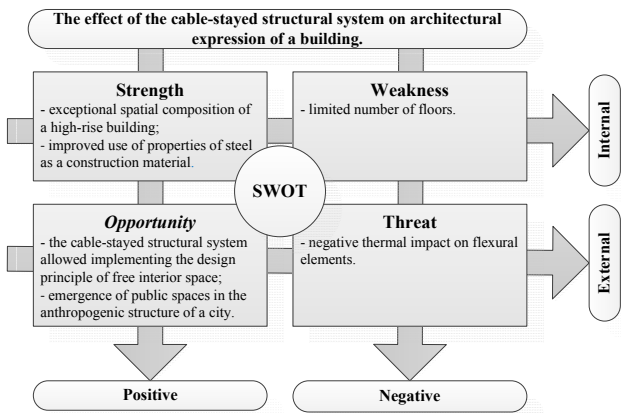 The effect of the cable-stayed structural system on architectural
expression of a building.
Strength
- exceptional spatial composition of
a high-rise building;
- improved use of properties of steel
as a construction material.
Weakness
- limited number of floors.
Internal
SWOT
Opportunity
- the cable-stayed structural system
allowed implementing the design
principle of free interior space;
- emergence of public spaces in the
anthropogenic structure of a city.
Threat
- negative thermal impact on flexural
elements.
External
Positive
Negative